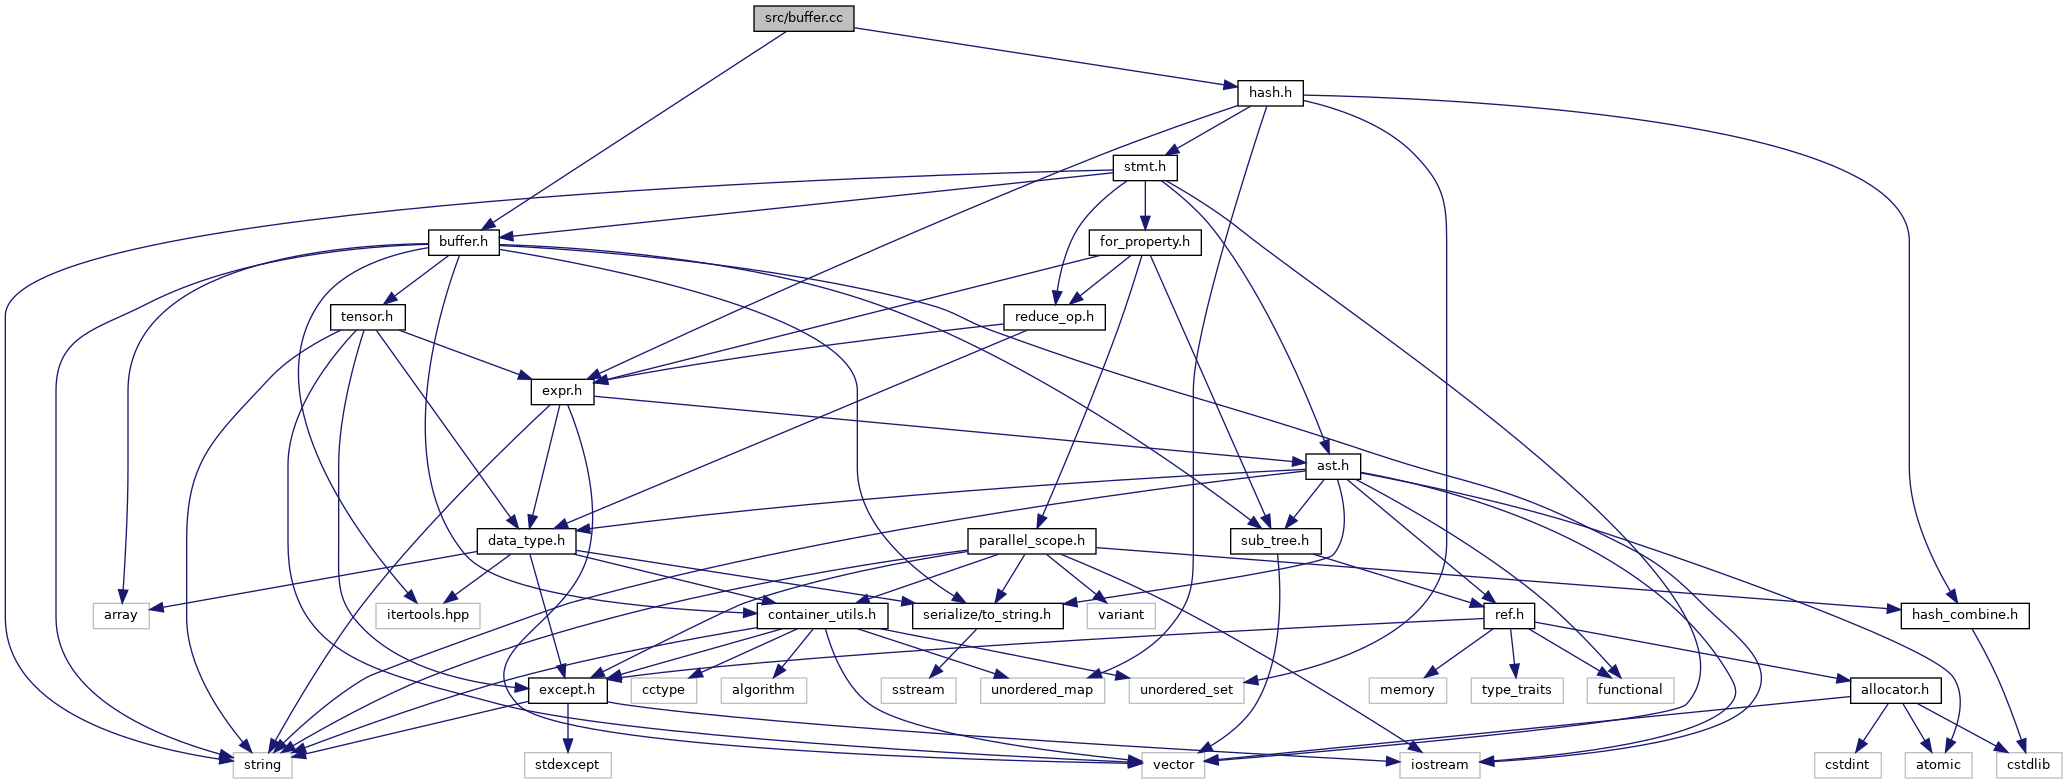 src/buffer.cc
hash.h
stmt.h
buffer.h
for_property.h
tensor.h
reduce_op.h
expr.h
ast.h
data_type.h
parallel_scope.h
sub_tree.h
array
itertools.hpp
container_utils.h
serialize/to_string.h
variant
ref.h
hash_combine.h
except.h
cctype
algorithm
sstream
unordered_map
unordered_set
memory
type_traits
functional
allocator.h
string
stdexcept
vector
iostream
cstdint
atomic
cstdlib